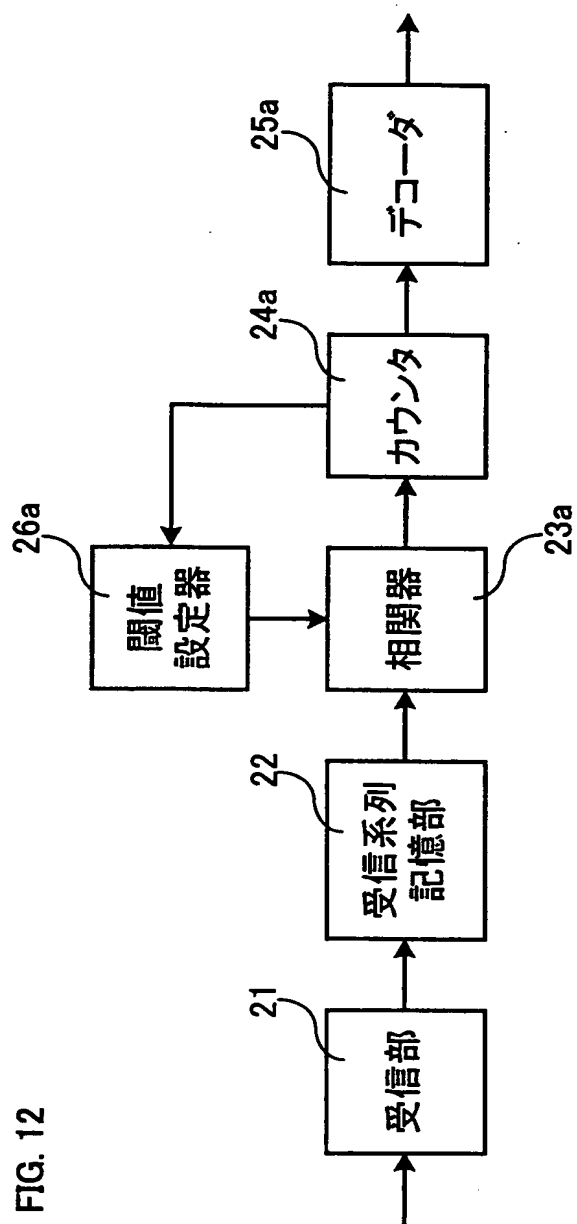 FIG. 12
21
受信部
22
受信系列
記憶部
23a
相関器
26a
閾値
設定器
24a
カウンタ
25a
デコーダ